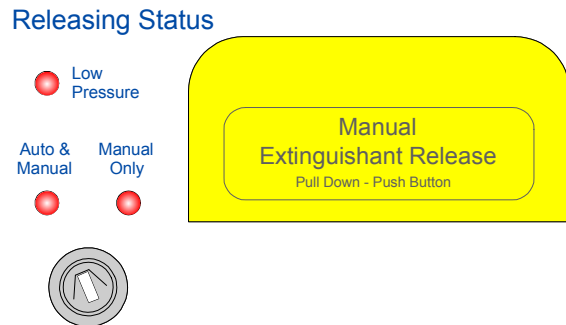 Releasing Status
Low
Pressure
Auto &
Manual
Manual
Only
Manual
Extinguishant Release
Pull Down - Push Button